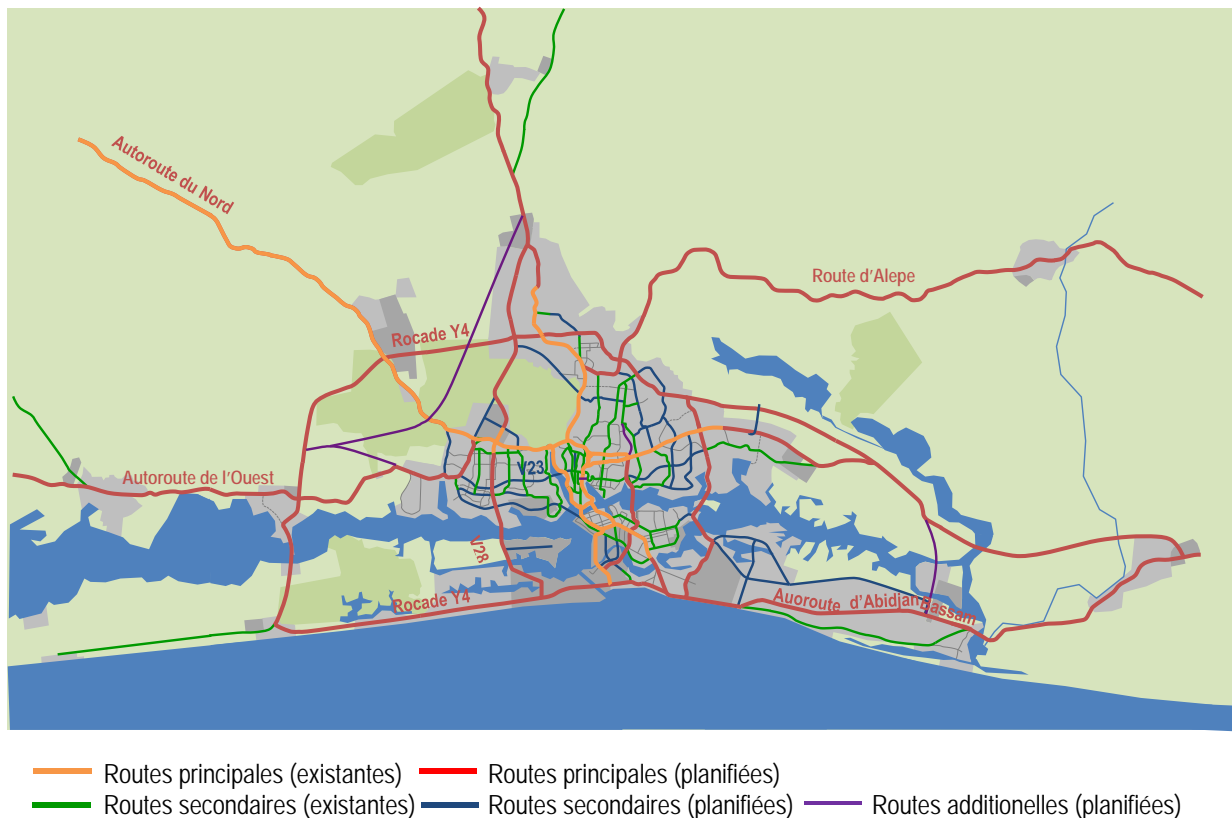 Autoroute du Nord
Rocade Y4
Route d'Alepe
Autoroute de l'Ouest
V23
V28
Rocade Y4
Auoroute d'Abidjan-Bassam
Routes principales (existantes)
Routes principales (planifiées)
Routes secondaires (existantes)
Routes secondaires (planifiées)
Routes additionelles (planifiées)